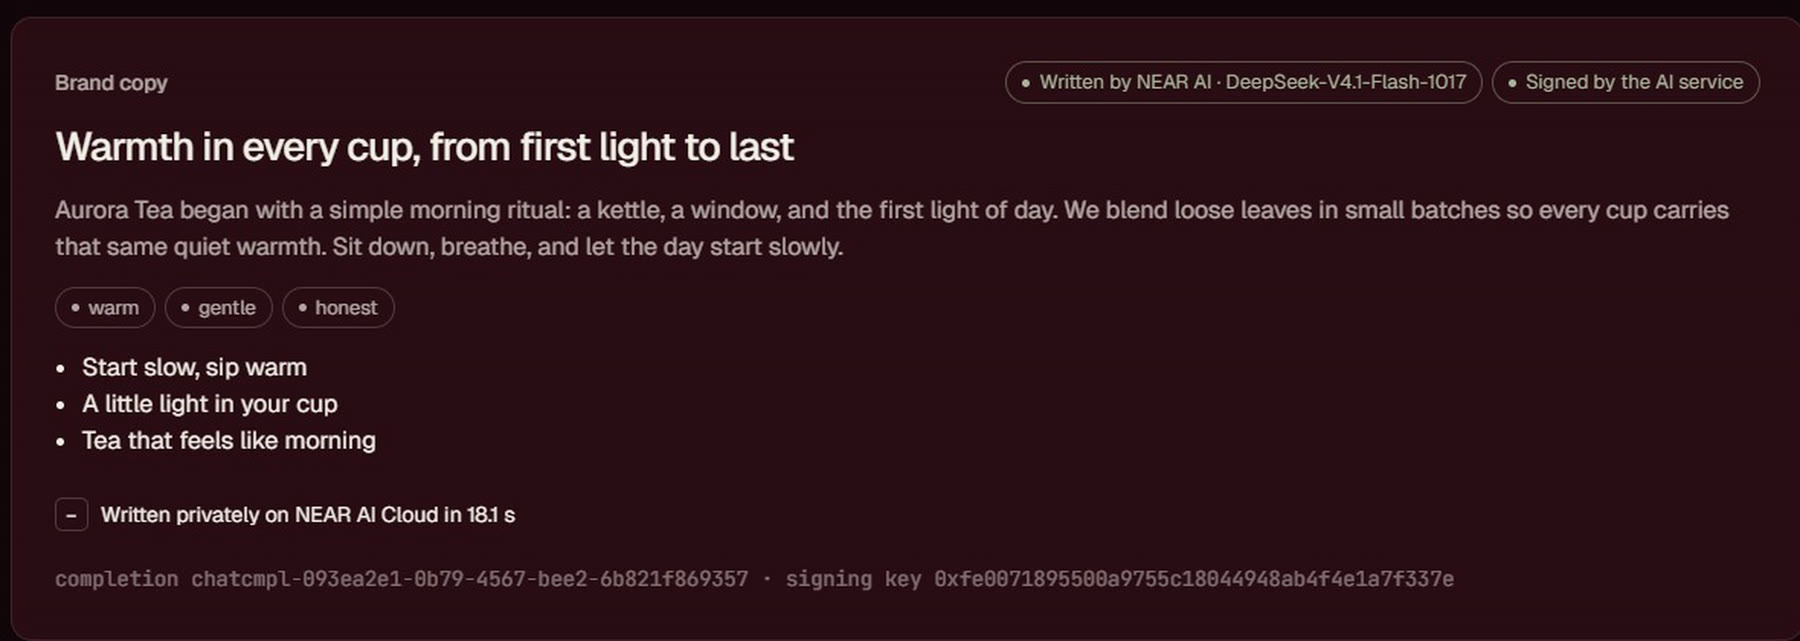 Brand copy
• Written by NEAR AI · DeepSeek-V4.1-Flash-1017
• Signed by the AI service
Warmth in every cup, from first light to last
Aurora Tea began with a simple morning ritual: a kettle, a window, and the first light of day. We blend loose leaves in small batches so every cup carries
that same quiet warmth. Sit down, breathe, and let the day start slowly.
• warm • gentle • honest
• Start slow, sip warm
• A little light in your cup
• Tea that feels like morning
– Written privately on NEAR AI Cloud in 18.1 s
completion chatcmpl-093ea2e1-0b79-4567-bee2-6b821f869357 · signing key 0xfe0071895500a9755c18044948ab4f4e1a7f337e